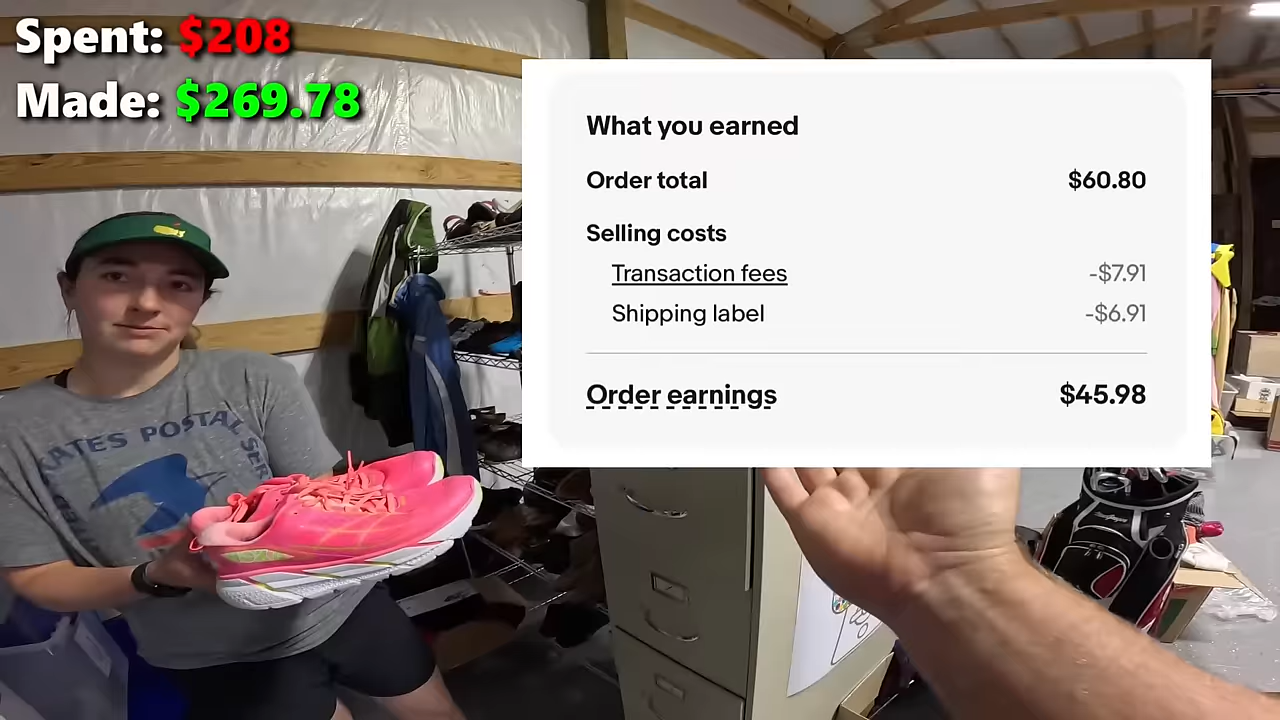 Spent: $208
Made: $269.78
What you earned
Order total $60.80
Selling costs
Transaction fees -$7.91
Shipping label -$6.91
Order earnings $45.98
ATES POSTAL SER